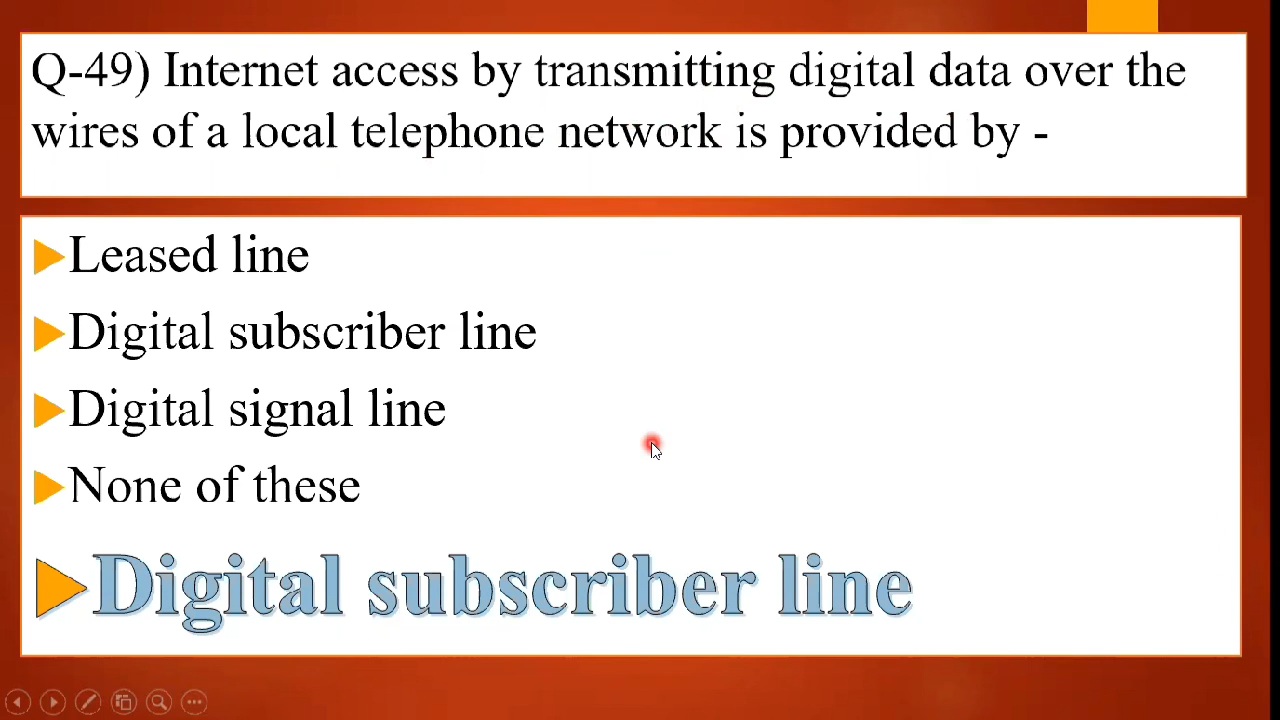 Q-49) Internet access by transmitting digital data over the
wires of a local telephone network is provided by -
Leased line
Digital subscriber line
Digital signal line
None of these
Digital subscriber line